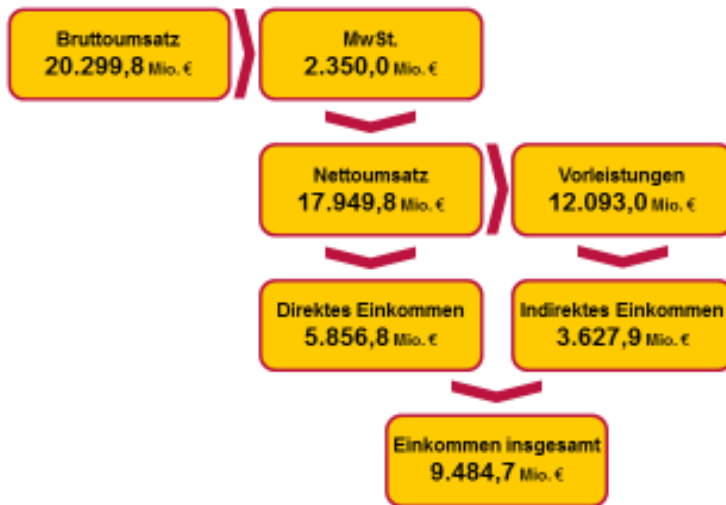 Bruttoumsatz
20.299,8 Mio. €
MwSt.
2.350,0 Mio. €
Nettoumsatz
17.949,8 Mio. €
Vorleistungen
12.093,0 Mio. €
Direktes Einkommen
5.856,8 Mio. €
Indirektes Einkommen
3.627,9 Mio. €
Einkommen insgesamt
9.484,7 Mio. €